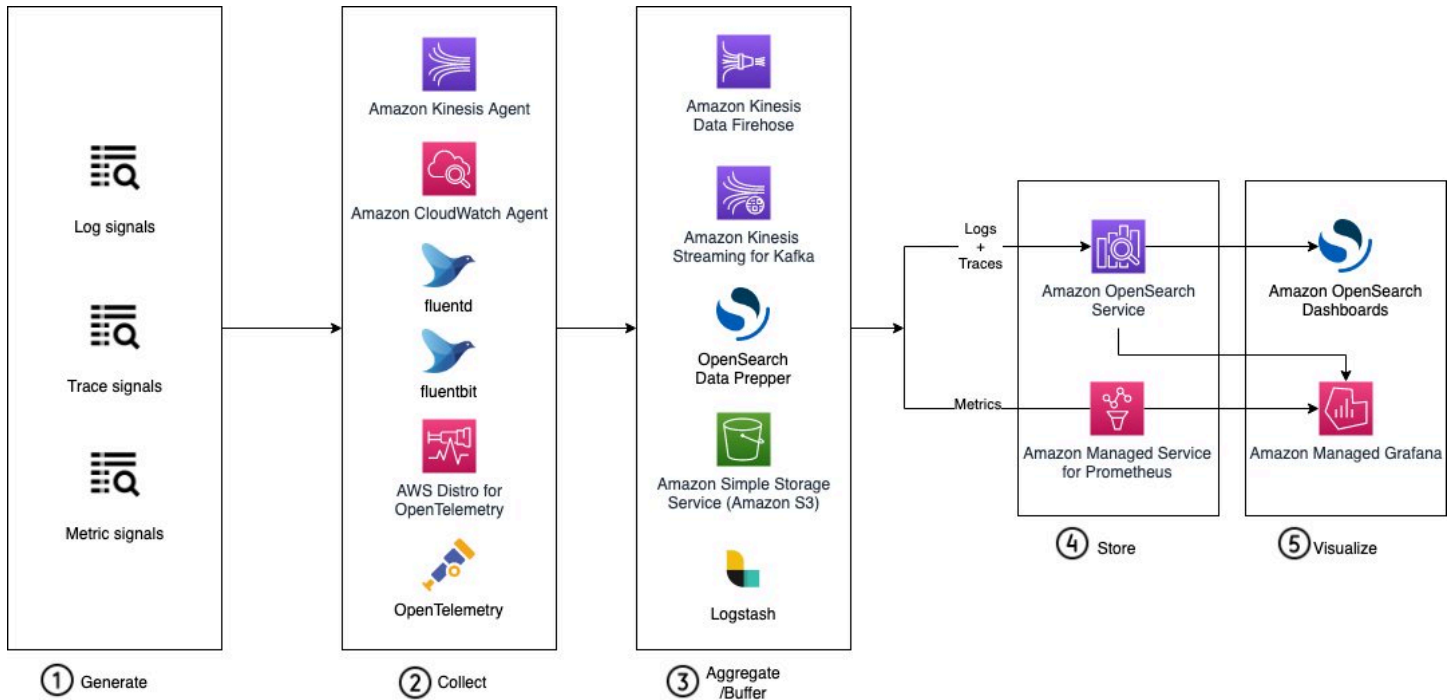 Log signals
Trace signals
Metric signals
1 Generate
Amazon Kinesis Agent
Amazon CloudWatch Agent
fluentd
fluentbit
AWS Distro for
OpenTelemetry
OpenTelemetry
2 Collect
Amazon Kinesis
Data Firehose
Amazon Kinesis
Streaming for Kafka
OpenSearch
Data Prepper
Amazon Simple Storage
Service (Amazon S3)
Logstash
3 Aggregate
/Buffer
Logs
+
Traces
Metrics
Amazon OpenSearch
Service
Amazon Managed Service
for Prometheus
4 Store
Amazon OpenSearch
Dashboards
Amazon Managed Grafana
5 Visualize